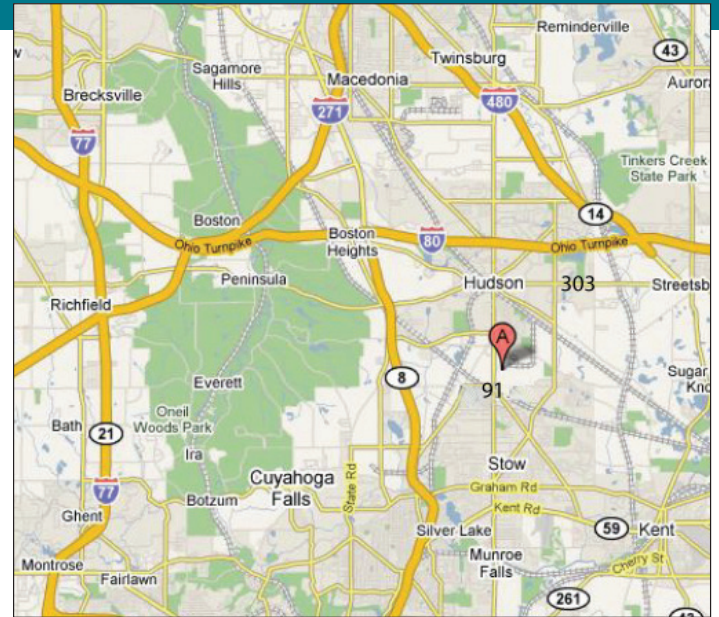 Reminderville
43
Twinsburg
Sagamore
Hills
Macedonia
Brecksville
271
480
77
Tinkers Creek
State Park
14
Boston
Ohio Turnpike
Boston
Heights
80
Ohio Turnpike
Peninsula
Hudson
303
Richfield
A
8
91
Everett
Oneil
Woods Park
Bath
21
Ira
Stow
Cuyahoga
Falls
State Rd
Graham Rd
77
Botzum
Kent Rd
Ghent
Silver Lake
59
Kent
Munroe
Falls
Cherry St
Montrose
Fairlawn
261